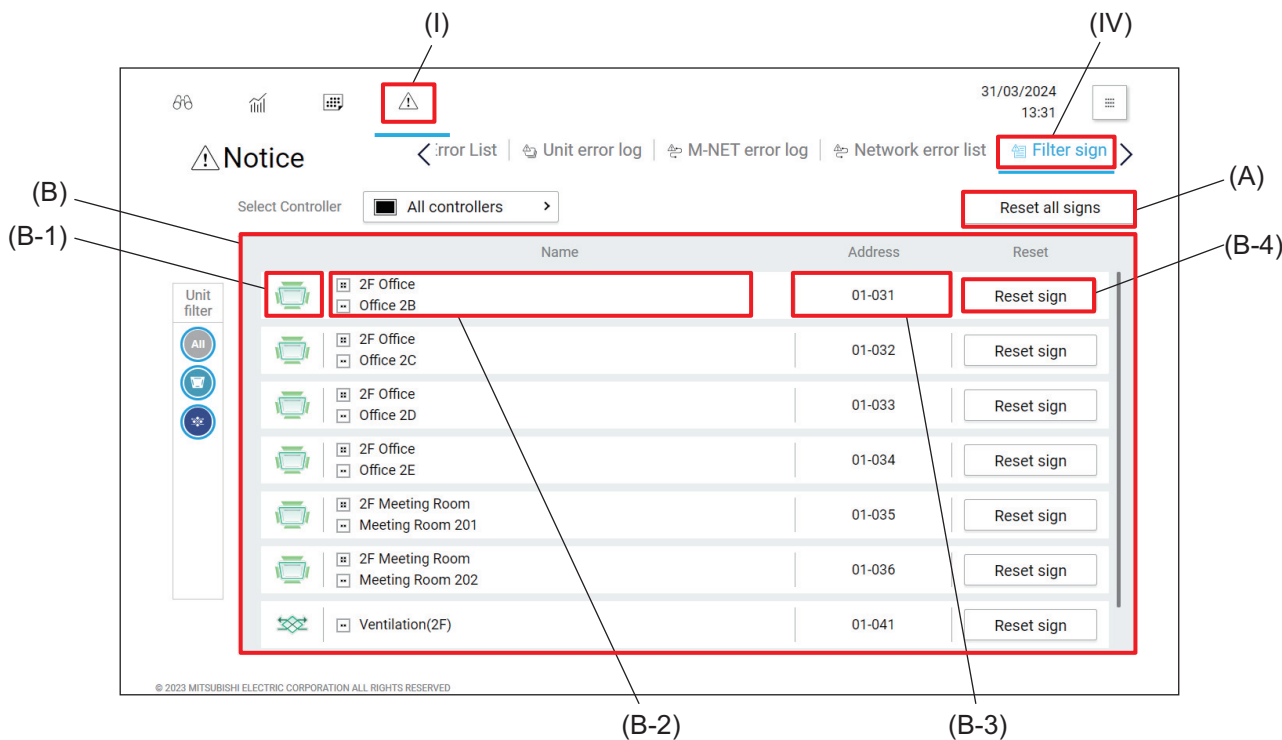 (I)
(IV)
31/03/2024
13:31
Notice
rror List
Unit error log
M-NET error log
Network error list
Filter sign
(A)
(B)
Select Controller
All controllers
Reset all signs
(B-1)
(B-4)
Name
Address
Reset
Unit
filter
All
2F Office
Office 2B
01-031
Reset sign
2F Office
Office 2C
01-032
Reset sign
2F Office
Office 2D
01-033
Reset sign
2F Office
Office 2E
01-034
Reset sign
2F Meeting Room
Meeting Room 201
01-035
Reset sign
2F Meeting Room
Meeting Room 202
01-036
Reset sign
Ventilation(2F)
01-041
Reset sign
© 2023 MITSUBISHI ELECTRIC CORPORATION ALL RIGHTS RESERVED
(B-2)
(B-3)